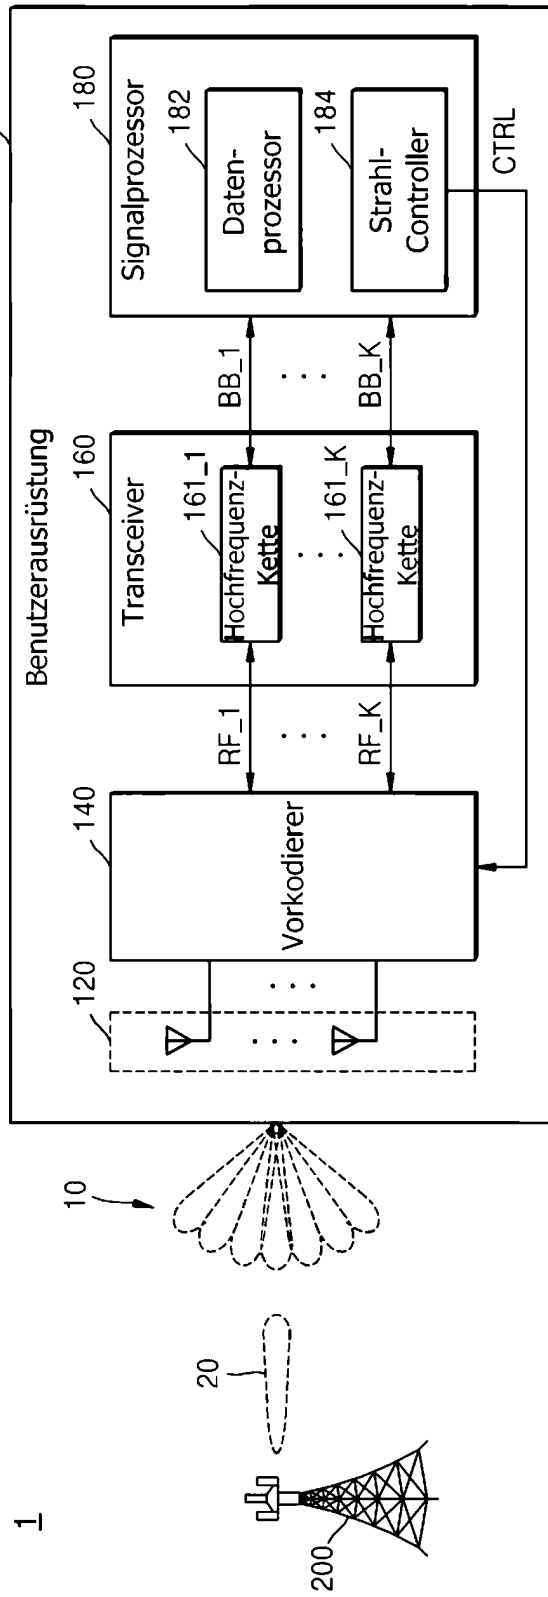 1
Benutzerausrüstung
10
20
200
120
140
Vorkodierer
RF_1
. . .
RF_K
. . .
. . .
160
Transceiver
161_1
Hochfrequenz-
Kette
. . .
161_K
Hochfrequenz-
Kette
BB_1
. . .
BB_K
180
Signalprozessor
182
Daten-
prozessor
184
Strahl-
Controller
CTRL